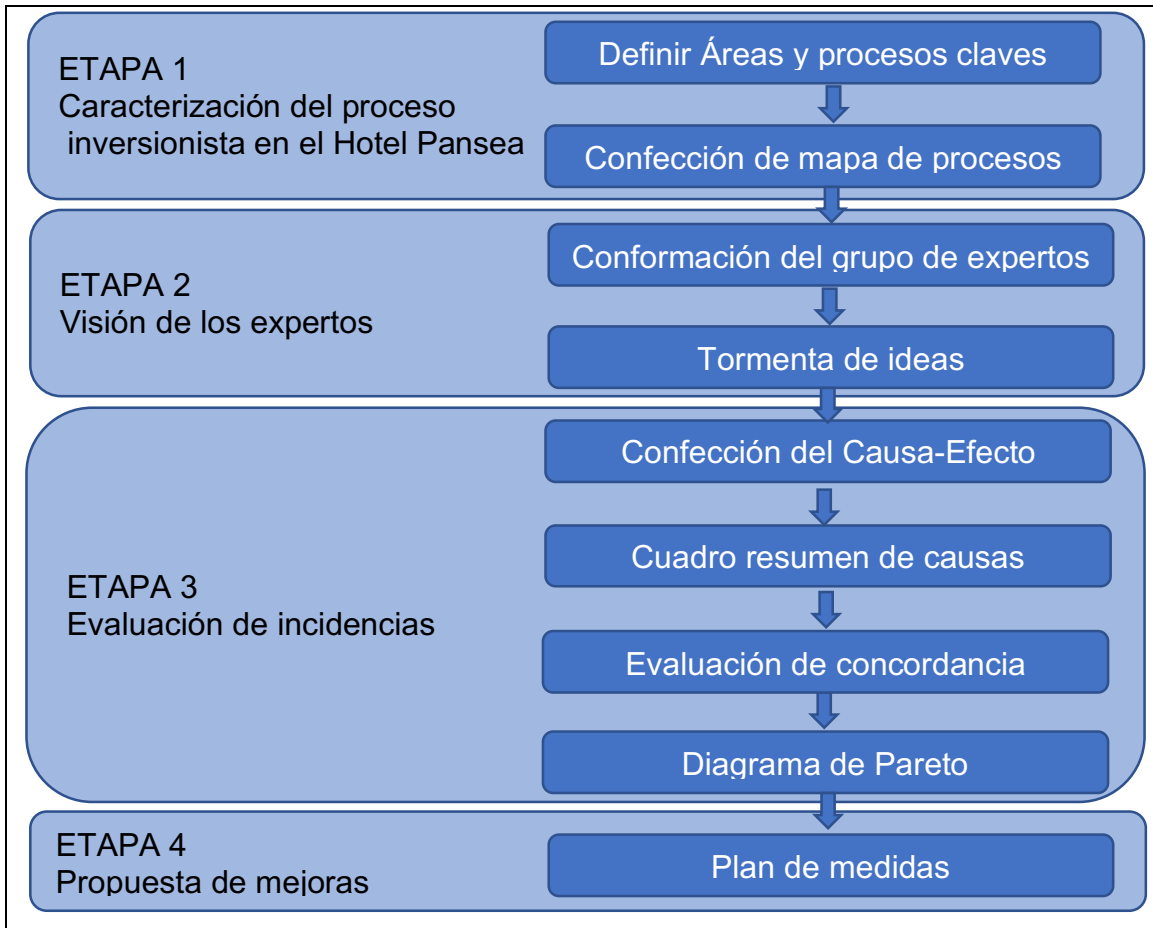 ETAPA 1
Caracterización del proceso
inversionista en el Hotel Pansea
Definir Áreas y procesos claves
Confección de mapa de procesos
ETAPA 2
Visión de los expertos
Conformación del grupo de expertos
Tormenta de ideas
ETAPA 3
Evaluación de incidencias
Confección del Causa-Efecto
Cuadro resumen de causas
Evaluación de concordancia
Diagrama de Pareto
ETAPA 4
Propuesta de mejoras
Plan de medidas